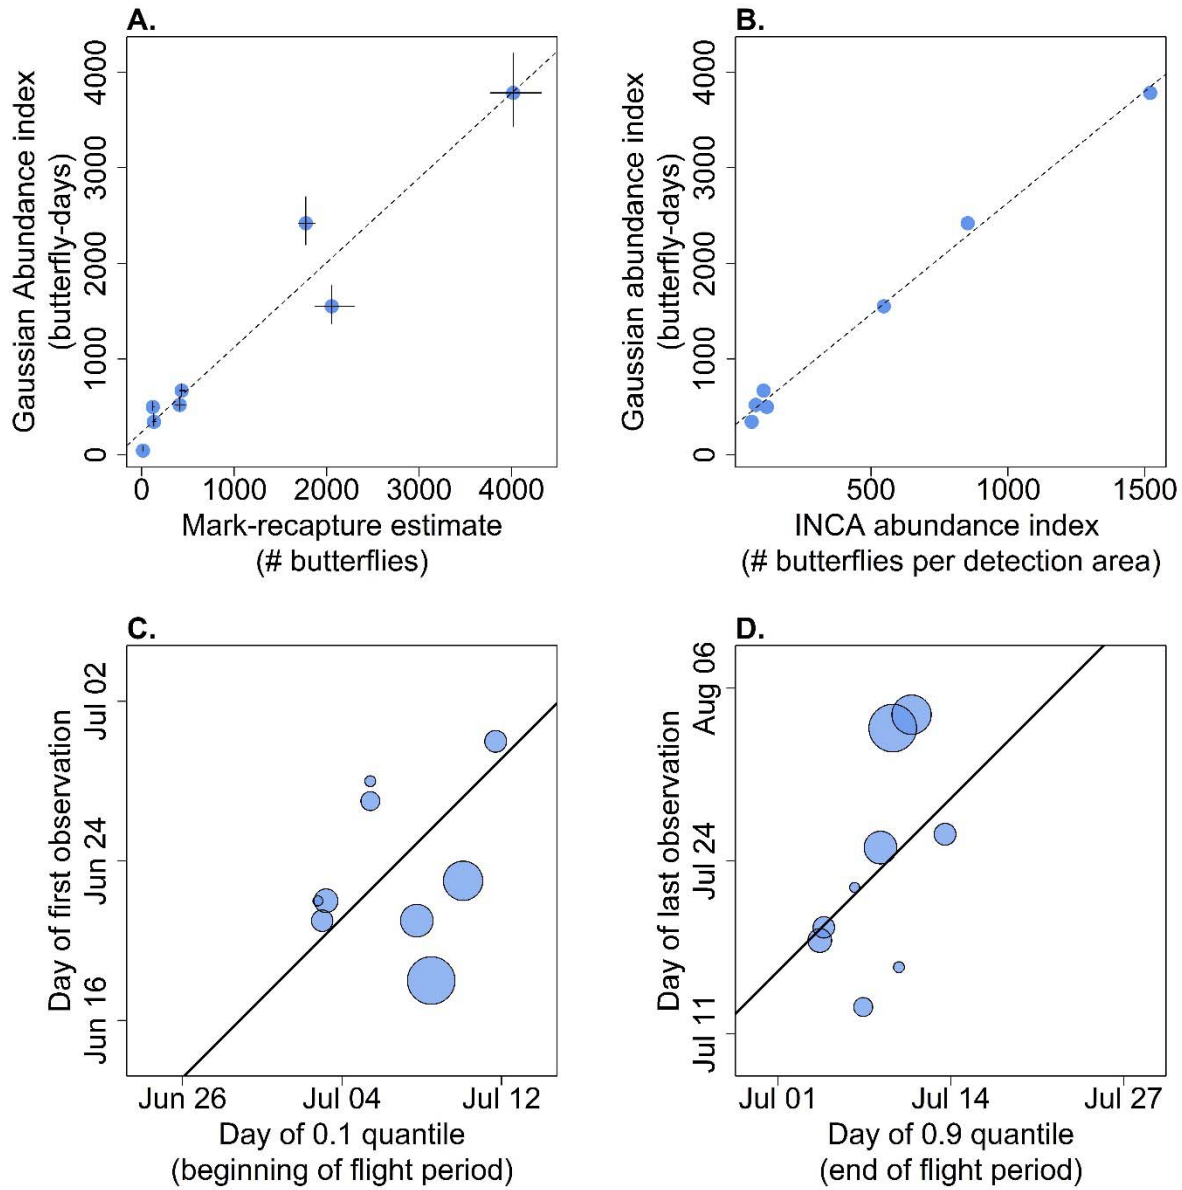 A.
Gaussian Abundance index
(butterfly-days)
4000
3000
2000
1000
0
0 1000 2000 3000 4000
Mark-recapture estimate
(# butterflies)
B.
Gaussian abundance index
(butterfly-days)
4000
3000
2000
1000
0
500 1000 1500
INCA abundance index
(# butterflies per detection area)
C.
Day of first observation
Jul 02
Jun 24
Jun 16
Jun 26 Jul 04 Jul 12
Day of 0.1 quantile
(beginning of flight period)
D.
Day of last observation
Aug 06
Jul 24
Jul 11
Jul 01 Jul 14 Jul 27
Day of 0.9 quantile
(end of flight period)